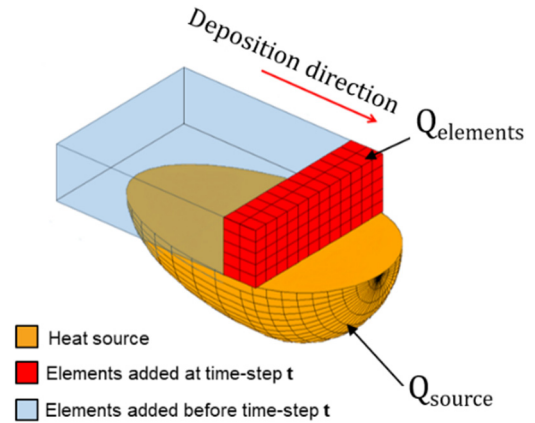 Deposition direction
Qelements
Heat source
Elements added at time-step t
Elements added before time-step t
Qsource